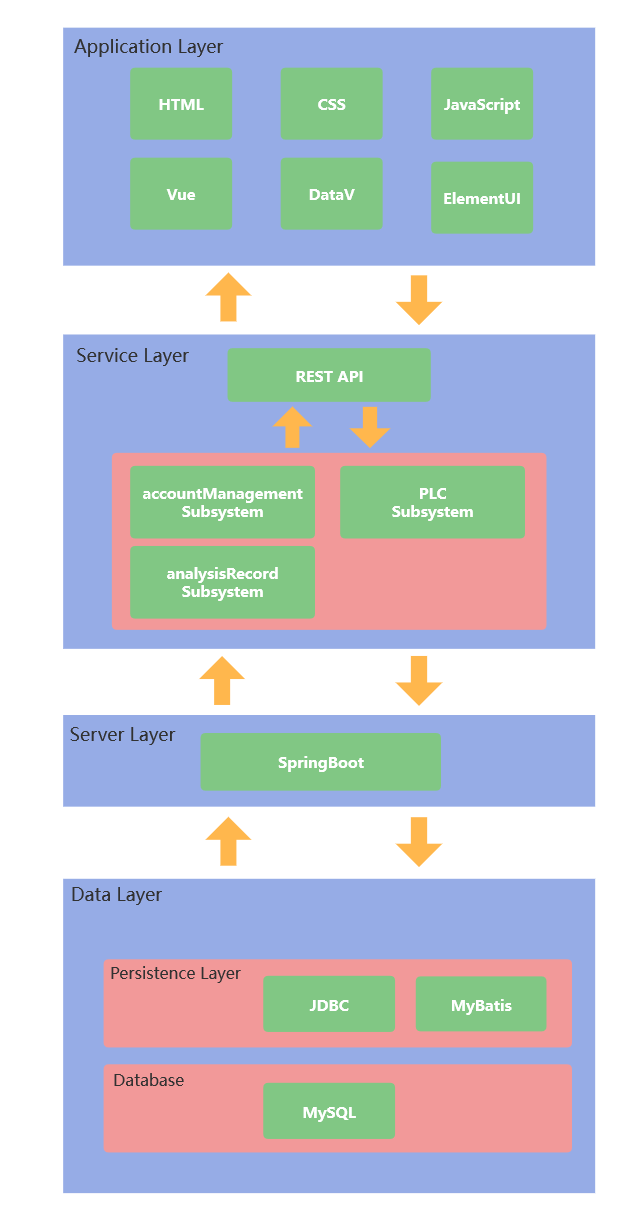 Application Layer
HTML
CSS
JavaScript
Vue
DataV
ElementUI
Service Layer
REST API
accountManagement
Subsystem
PLC
Subsystem
analysisRecord
Subsystem
Server Layer
SpringBoot
Data Layer
Persistence Layer
JDBC
MyBatis
Database
MySQL